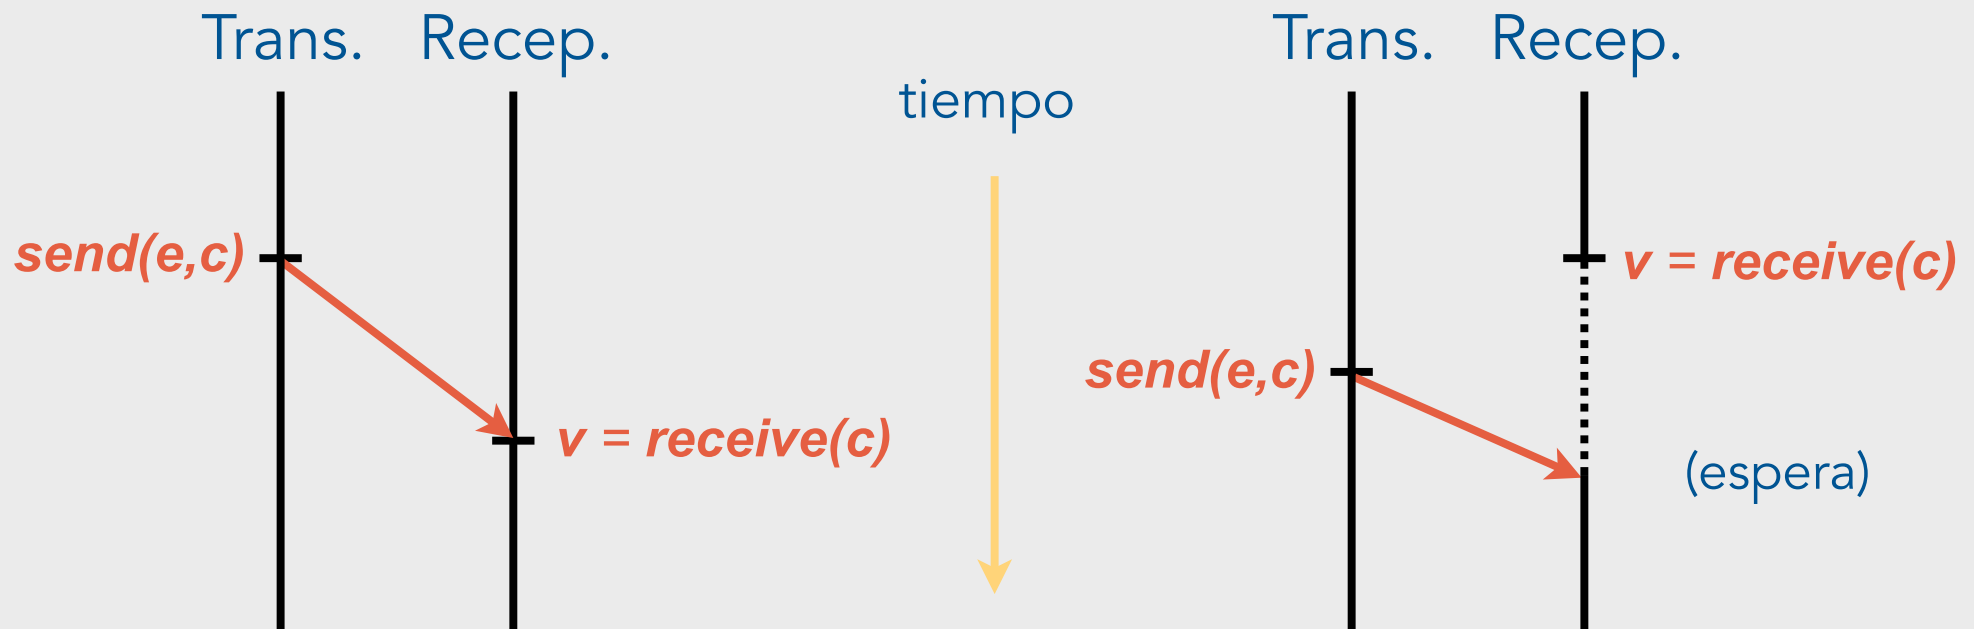 Trans. Recep.
tiempo
send(e,c)
v = receive(c)
Trans. Recep.
v = receive(c)
send(e,c)
(espera)